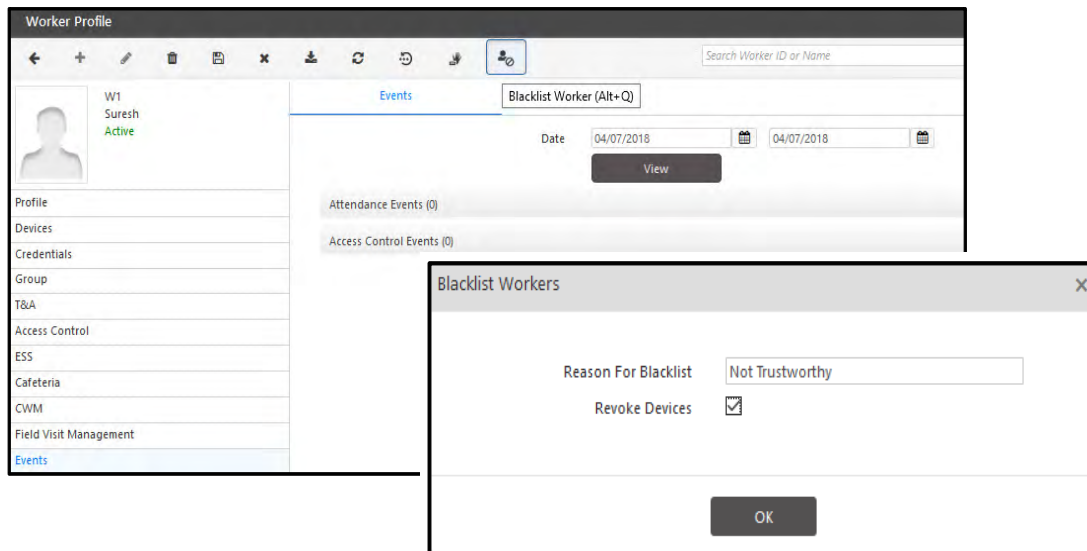 Worker Profile
Search Worker ID or Name
W1
Suresh
Active
Events
Blacklist Worker (Alt+Q)
Date 04/07/2018 04/07/2018
View
Attendance Events (0)
Access Control Events (0)
Profile
Devices
Credentials
Group
T&A
Access Control
ESS
Cafeteria
CWM
Field Visit Management
Events
Blacklist Workers
Reason For Blacklist Not Trustworthy
Revoke Devices
OK